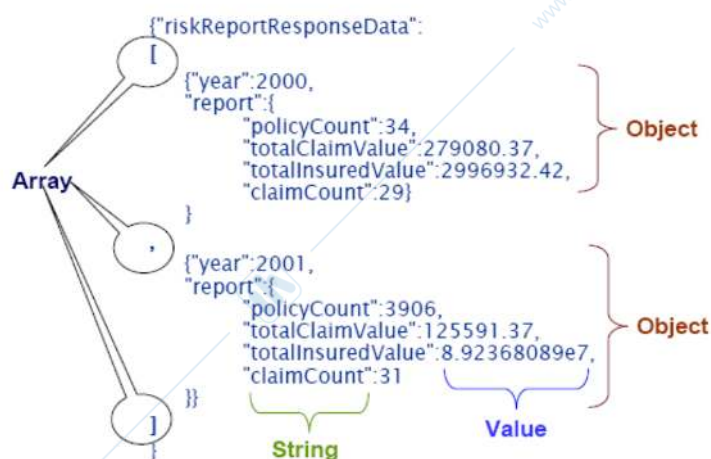 {"riskReportResponseData":
[
{"year":2000,
"report":{
"policyCount":34,
"totalClaimValue":279080.37,
"totalInsuredValue":2996932.42,
"claimCount":29}
}
Object
Array
,
{"year":2001,
"report":{
"policyCount":3906,
"totalClaimValue":125591.37,
"totalInsuredValue":8.92368089e7,
"claimCount":31
}}
]
}
Object
String
Value